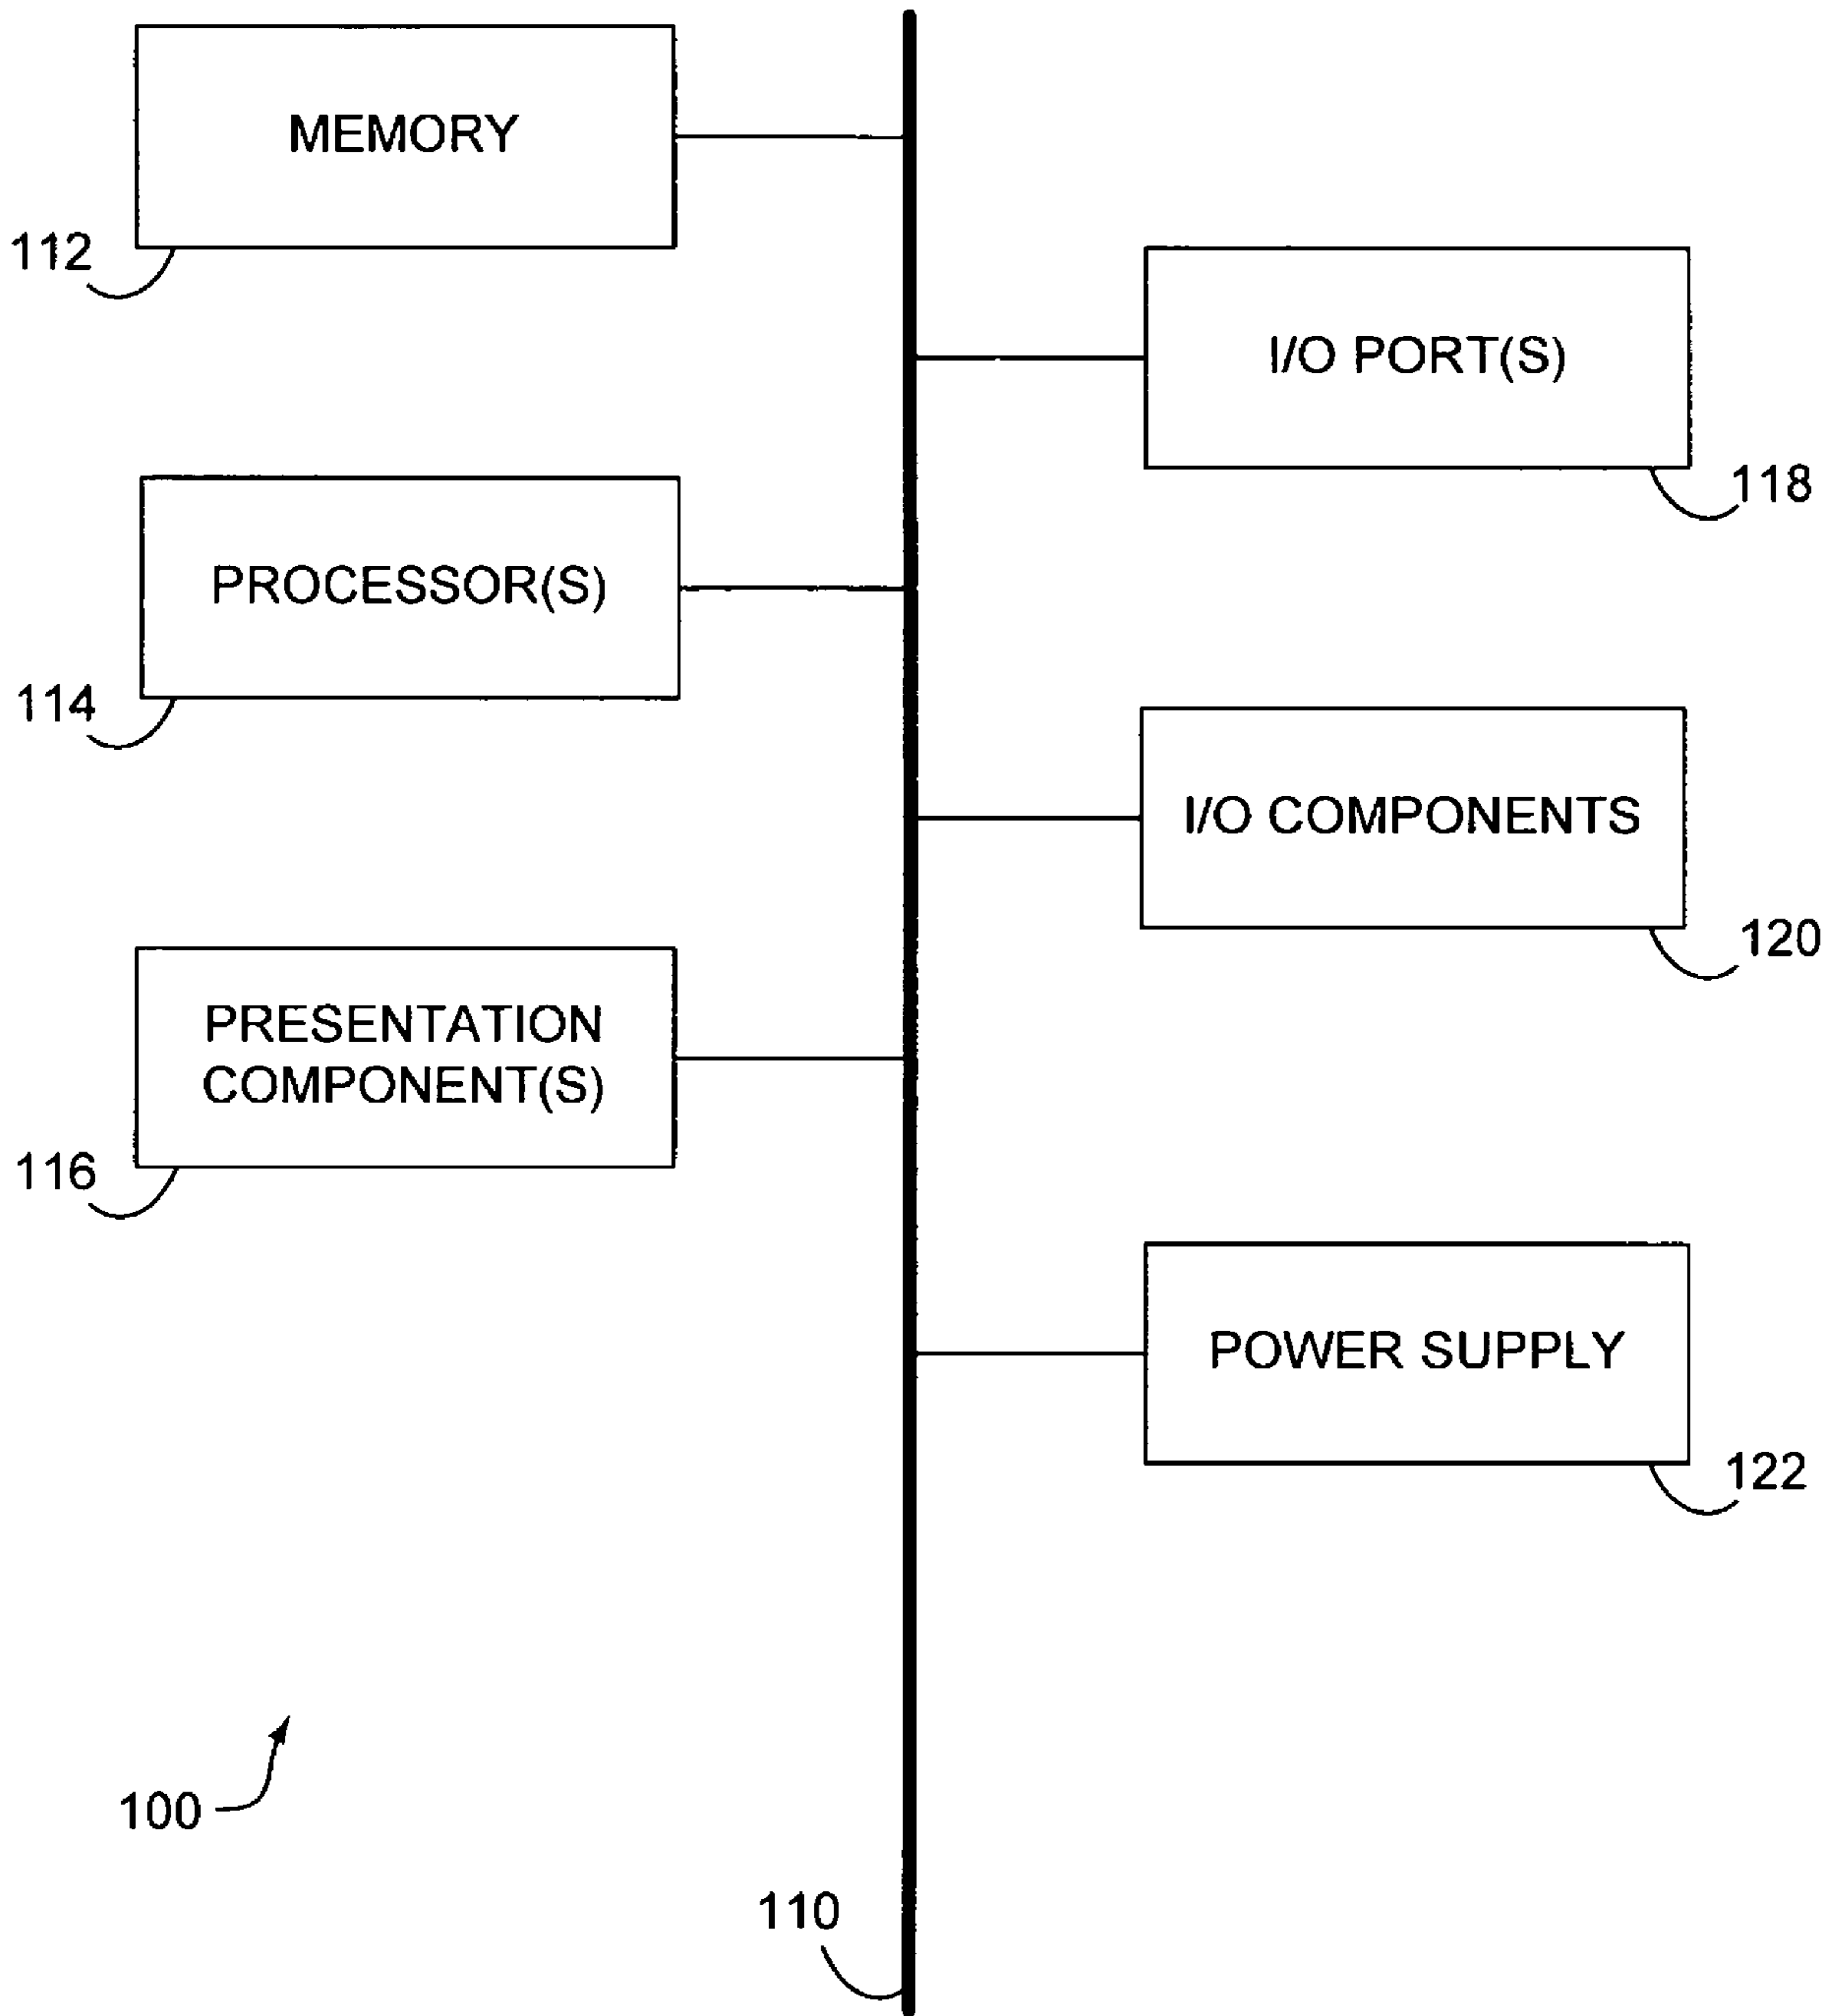 MEMORY
112
I/O PORT(S)
118
PROCESSOR(S)
114
I/O COMPONENTS
120
PRESENTATION
COMPONENT(S)
116
POWER SUPPLY
122
100
110